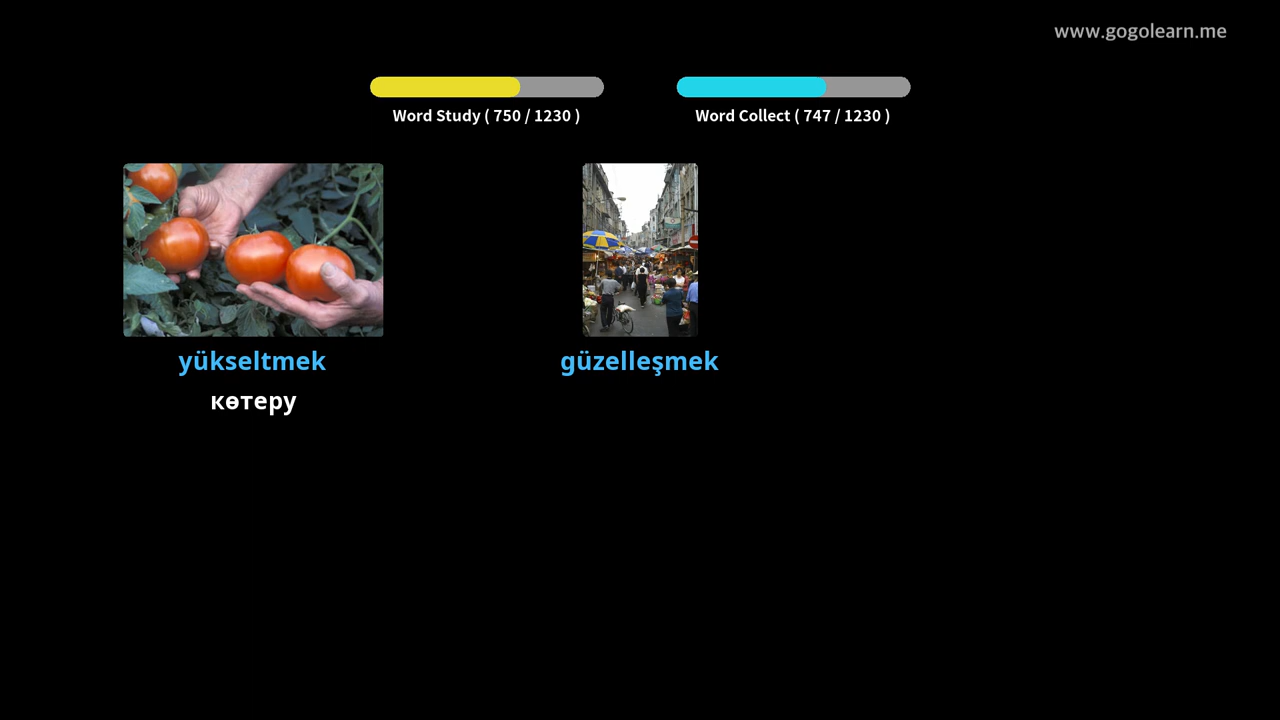 www.gogolearn.me
Word Study ( 750 / 1230 )
Word Collect ( 747 / 1230 )
yükseltmek
көтеру
güzelleşmek